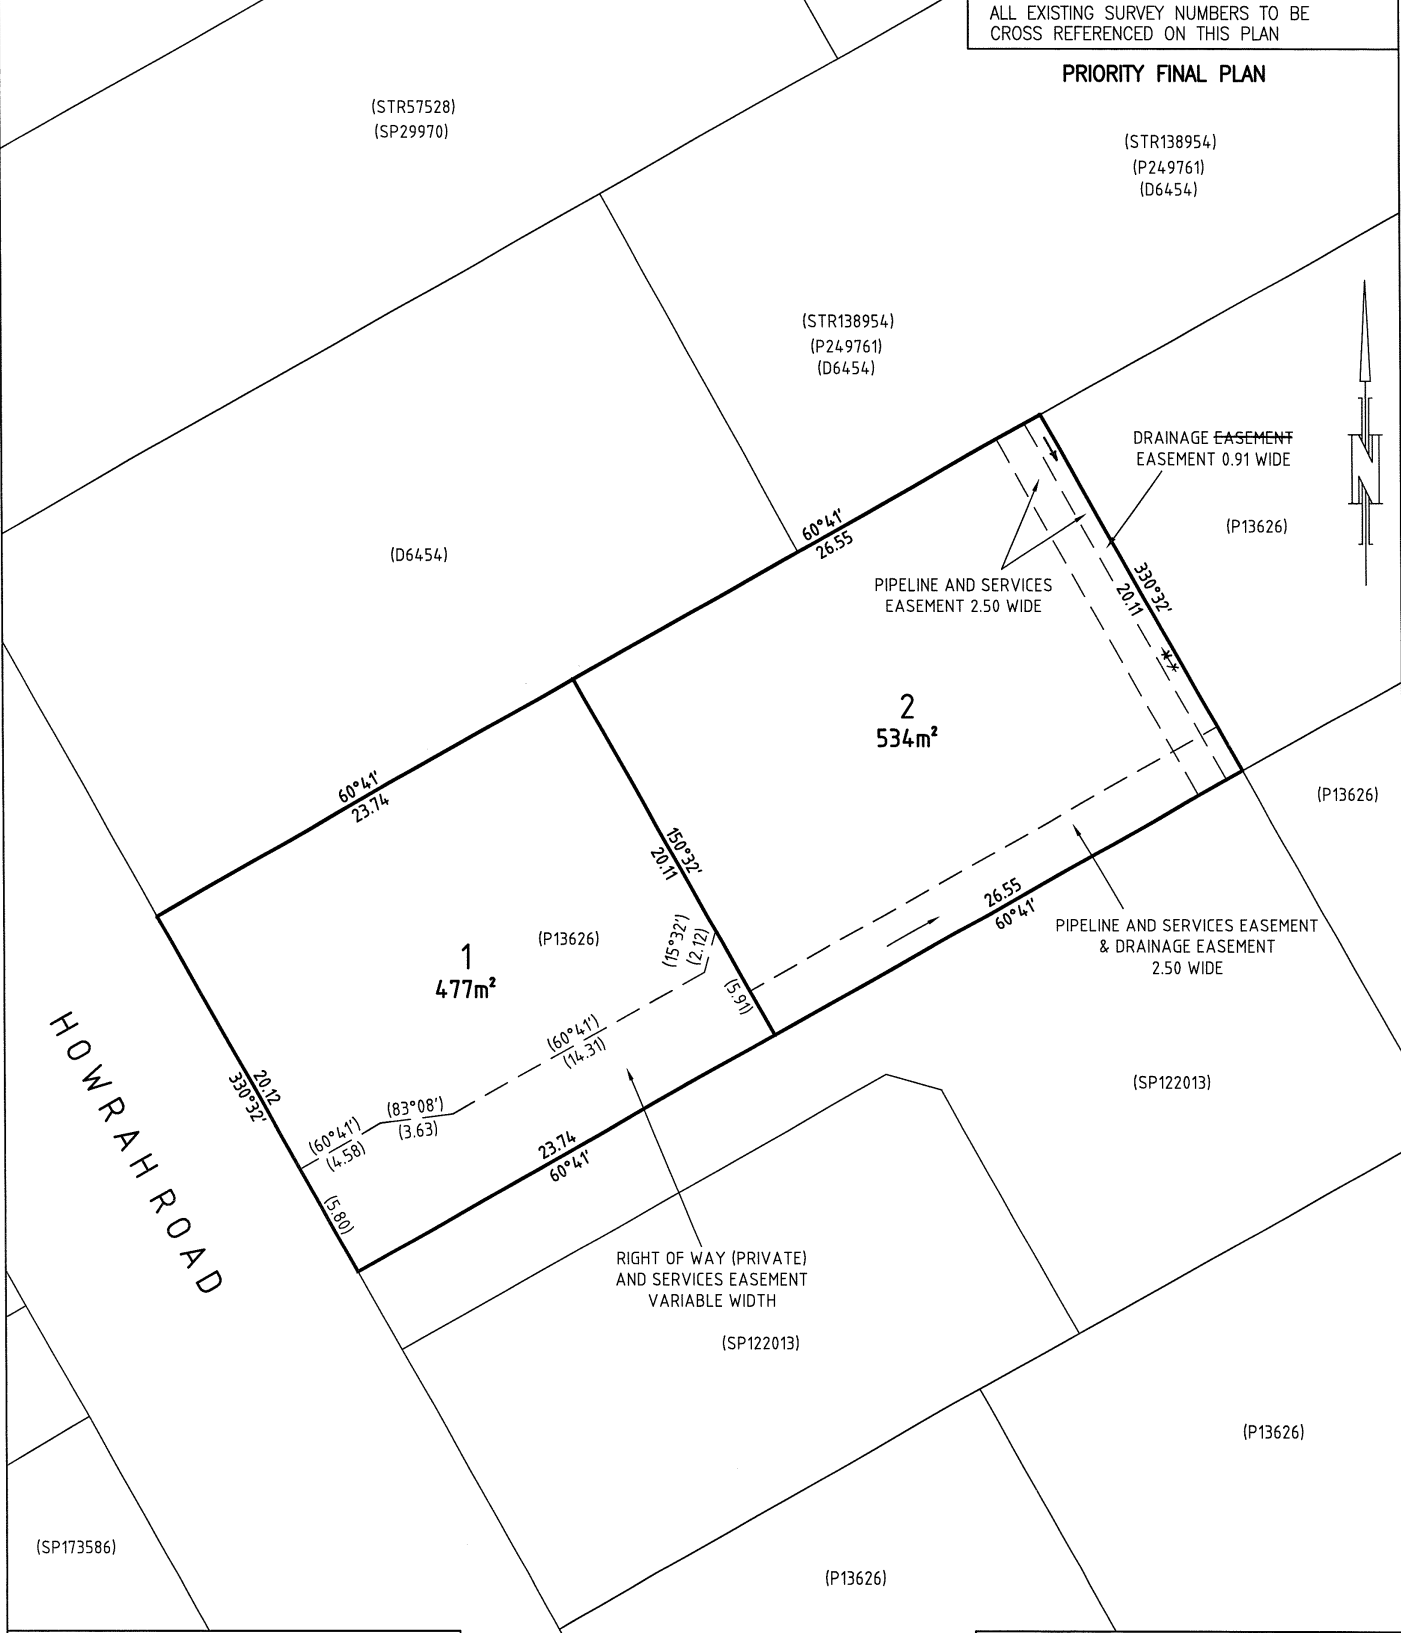 ALL EXISTING SURVEY NUMBERS TO BE
CROSS REFERENCED ON THIS PLAN
PRIORITY FINAL PLAN
(STR57528)
(SP29970)
(STR138954)
(P249761)
(D6454)
(STR138954)
(P249761)
(D6454)
N
DRAINAGE EASEMENT
EASEMENT 0.91 WIDE
(P13626)
(D6454)
60°41'
26.55
PIPELINE AND SERVICES
EASEMENT 2.50 WIDE
330°32'
20.11
2
534m²
60°41'
23.74
(P13626)
150°32'
20.11
26.55
60°41'
PIPELINE AND SERVICES EASEMENT
& DRAINAGE EASEMENT
2.50 WIDE
1
477m²
(P13626)
(15°32')
(2.12)
(5.91)
(60°41')
(14.31)
HOWRAH ROAD
20.12
330°32'
(83°08')
(3.63)
(60°41')
(4.58)
(5.80)
23.74
60°41'
(SP122013)
RIGHT OF WAY (PRIVATE)
AND SERVICES EASEMENT
VARIABLE WIDTH
(SP122013)
(P13626)
(SP173586)
(P13626)